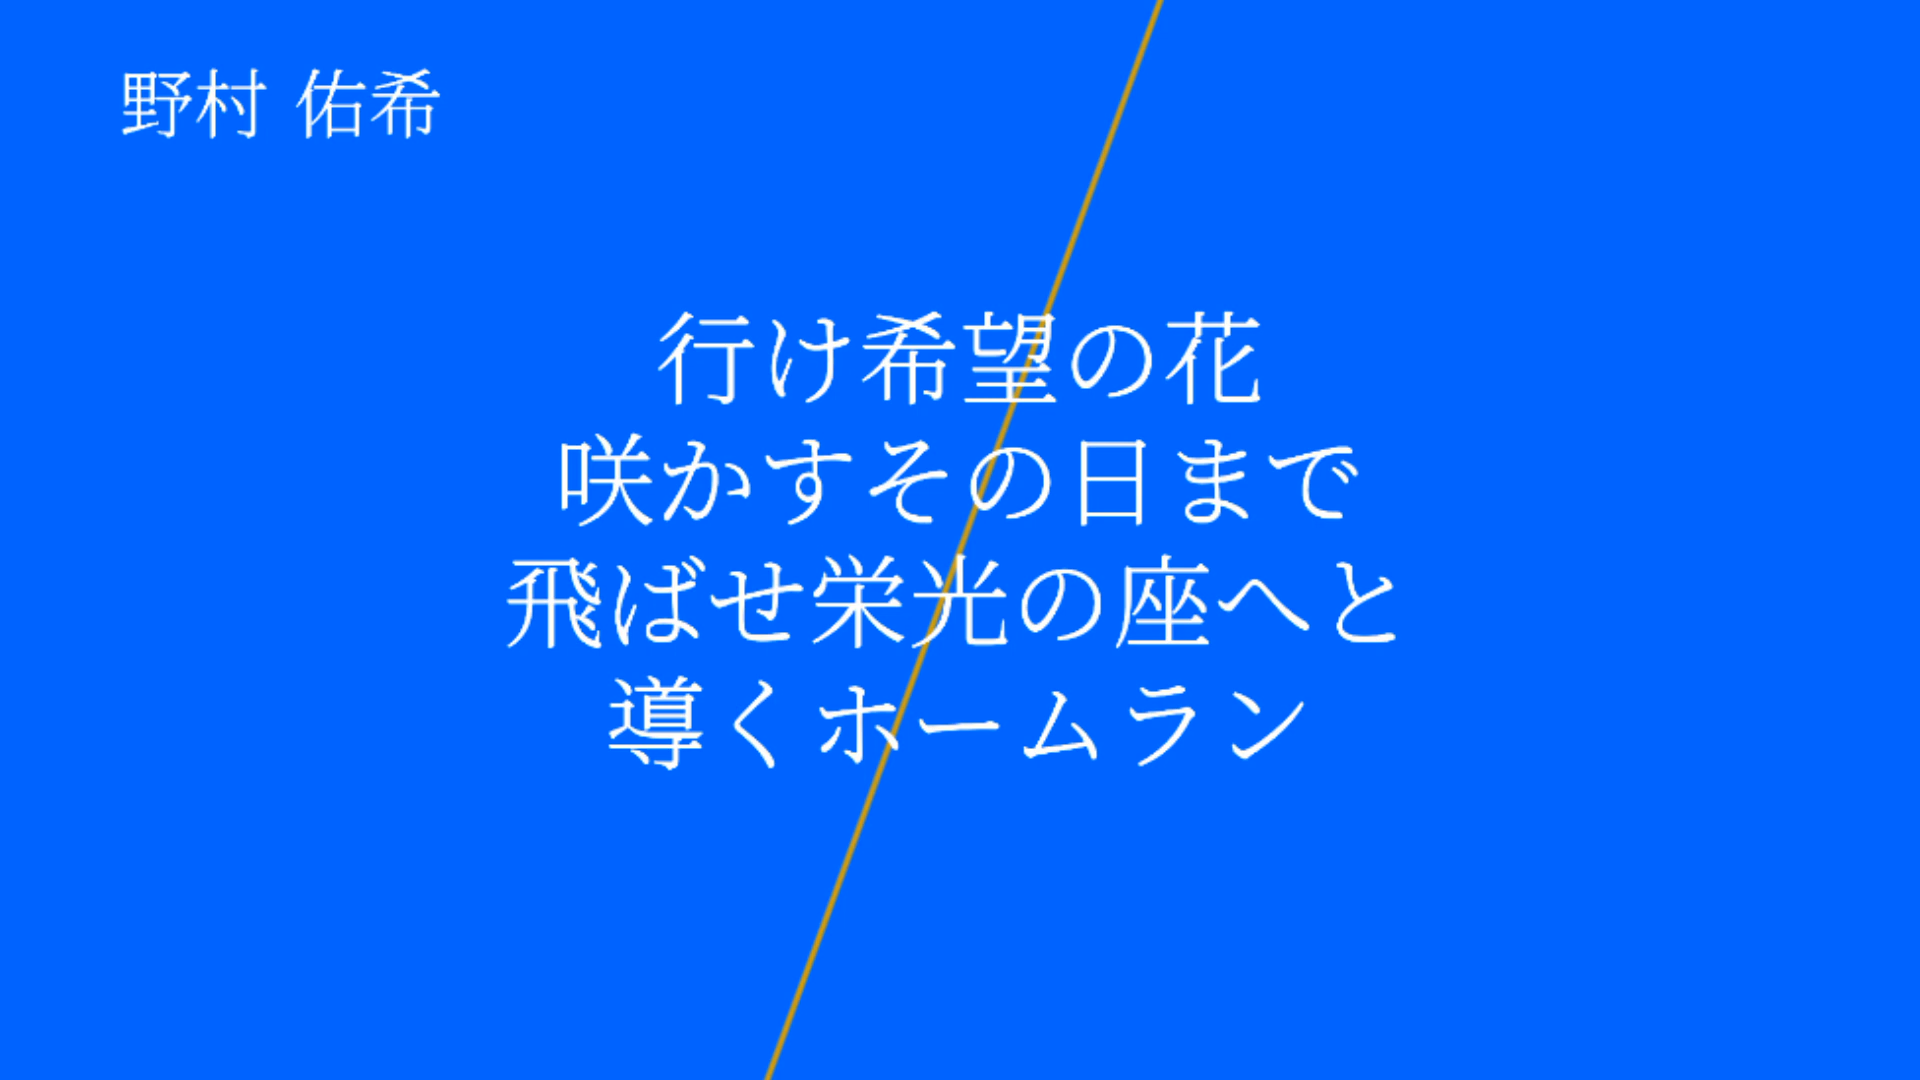 野村 佑希
行け希望の花
咲かすその日まで
飛ばせ栄光の座へと
導くホームラン